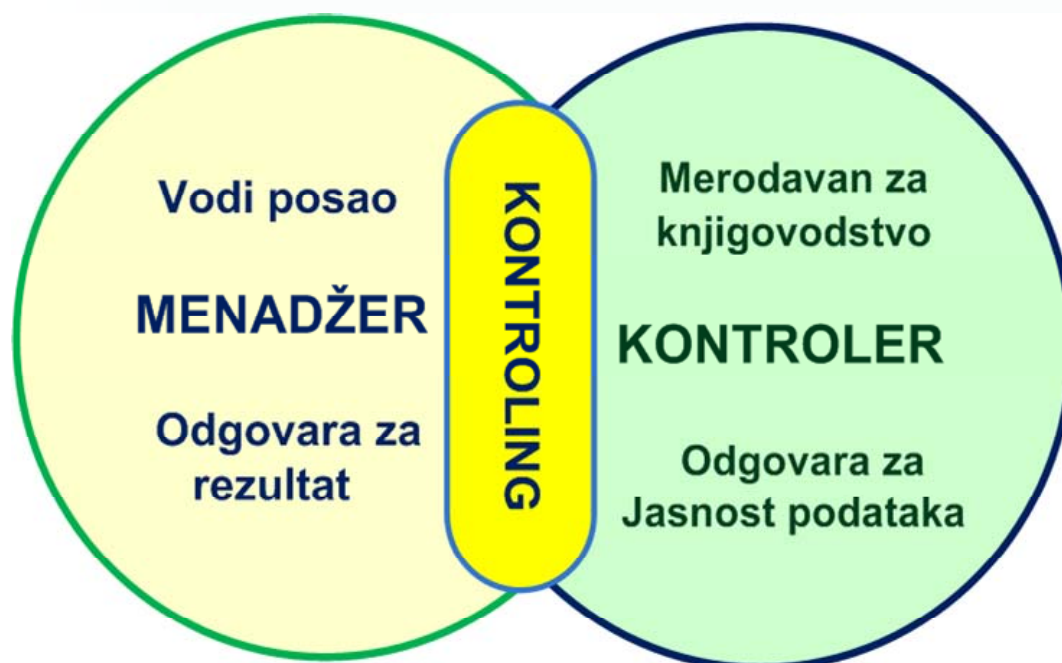 Vodi posao
MENADŽER
Odgovara za
rezultat
KONTROLING
Merodavan za
knjigovodstvo
KONTROLER
Odgovara za
Jasnost podataka